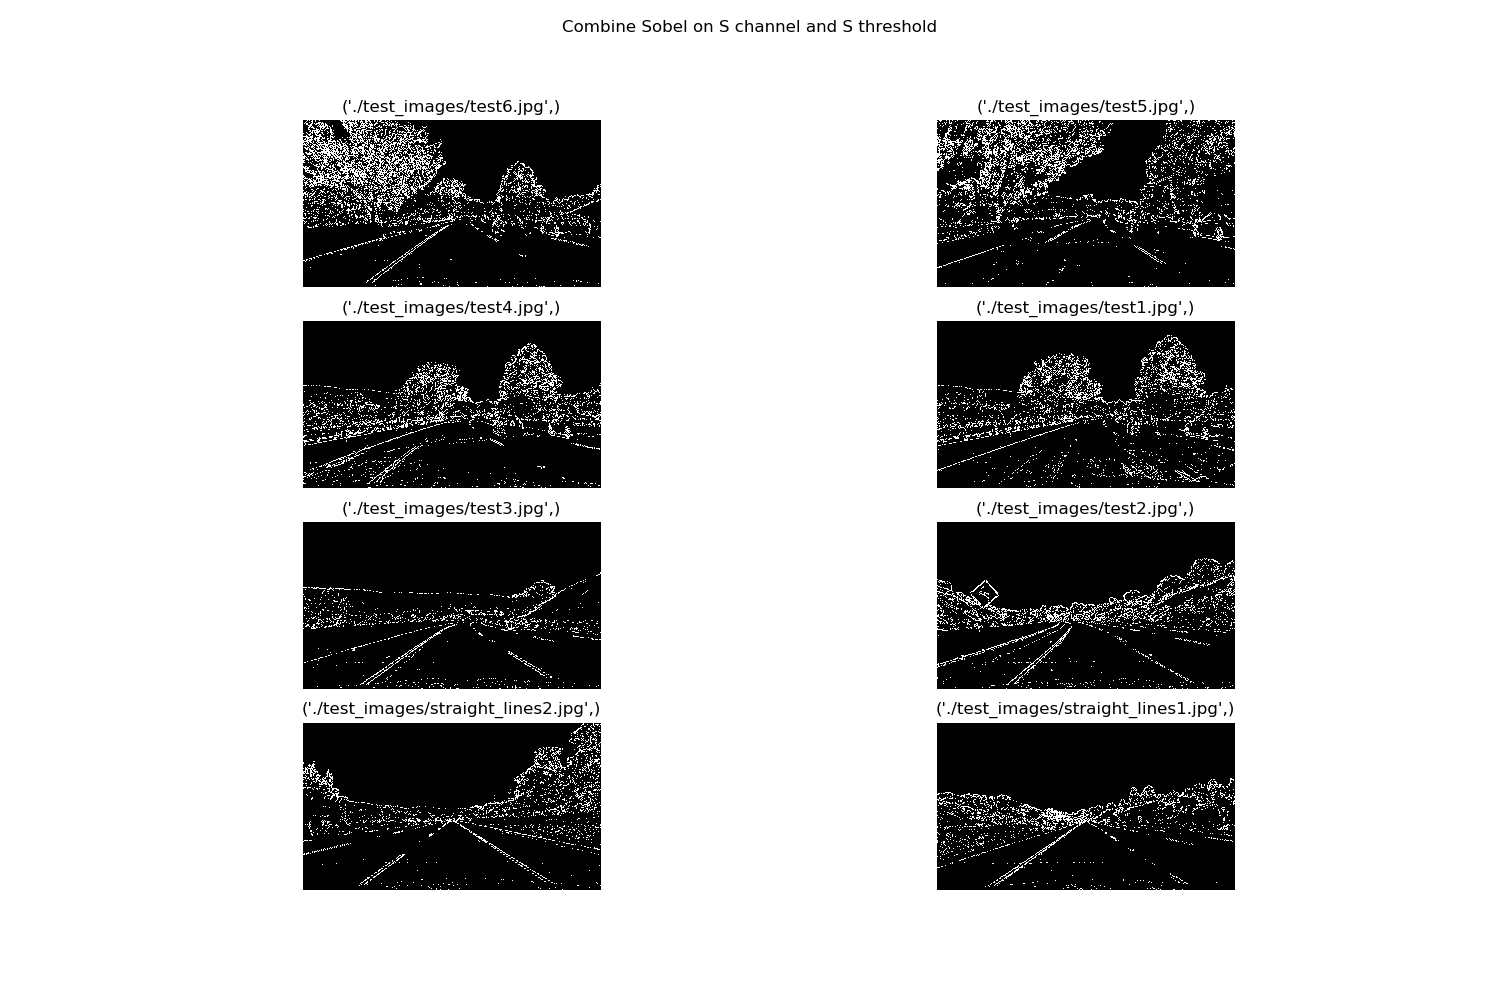 Combine Sobel on S channel and S threshold
('./test_images/test6.jpg',)
('./test_images/test5.jpg',)
('./test_images/test4.jpg',)
('./test_images/test1.jpg',)
('./test_images/test3.jpg',)
('./test_images/test2.jpg',)
('./test_images/straight_lines2.jpg',)
('./test_images/straight_lines1.jpg',)